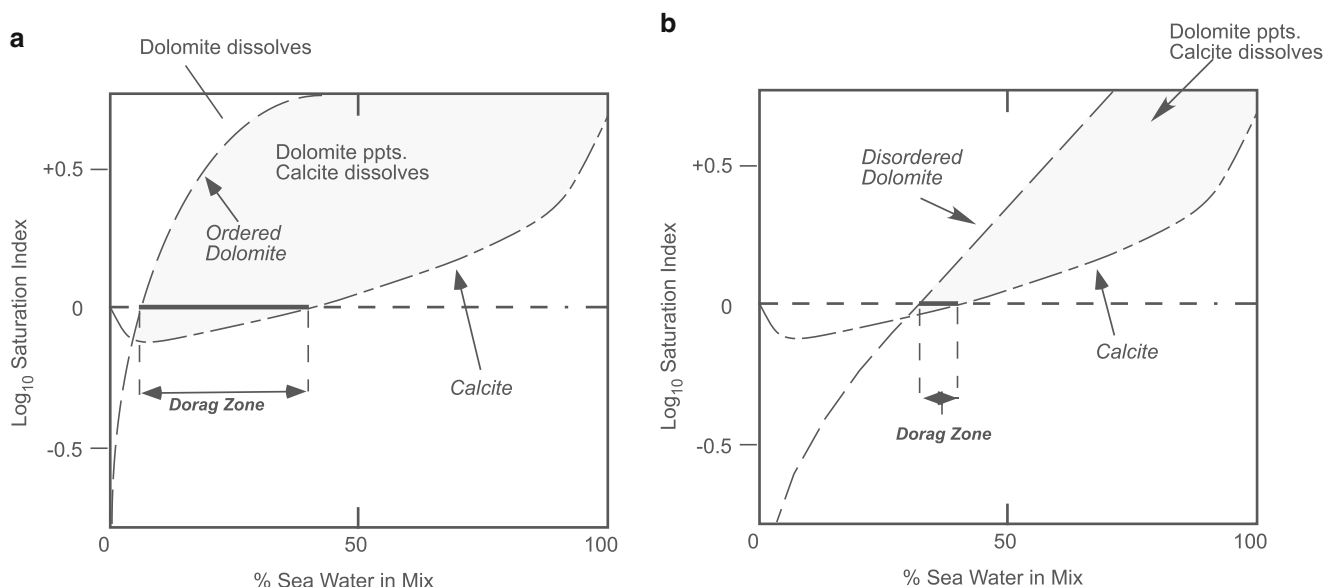 a
Dolomite dissolves
+0.5
0
-0.5
Log10 Saturation Index
Dolomite ppts.
Calcite dissolves
Ordered
Dolomite
Calcite
Dorag Zone
0
50
100
% Sea Water in Mix
b
Dolomite ppts.
Calcite dissolves
+0.5
0
-0.5
Log10 Saturation Index
Disordered
Dolomite
Calcite
Dorag Zone
0
50
100
% Sea Water in Mix